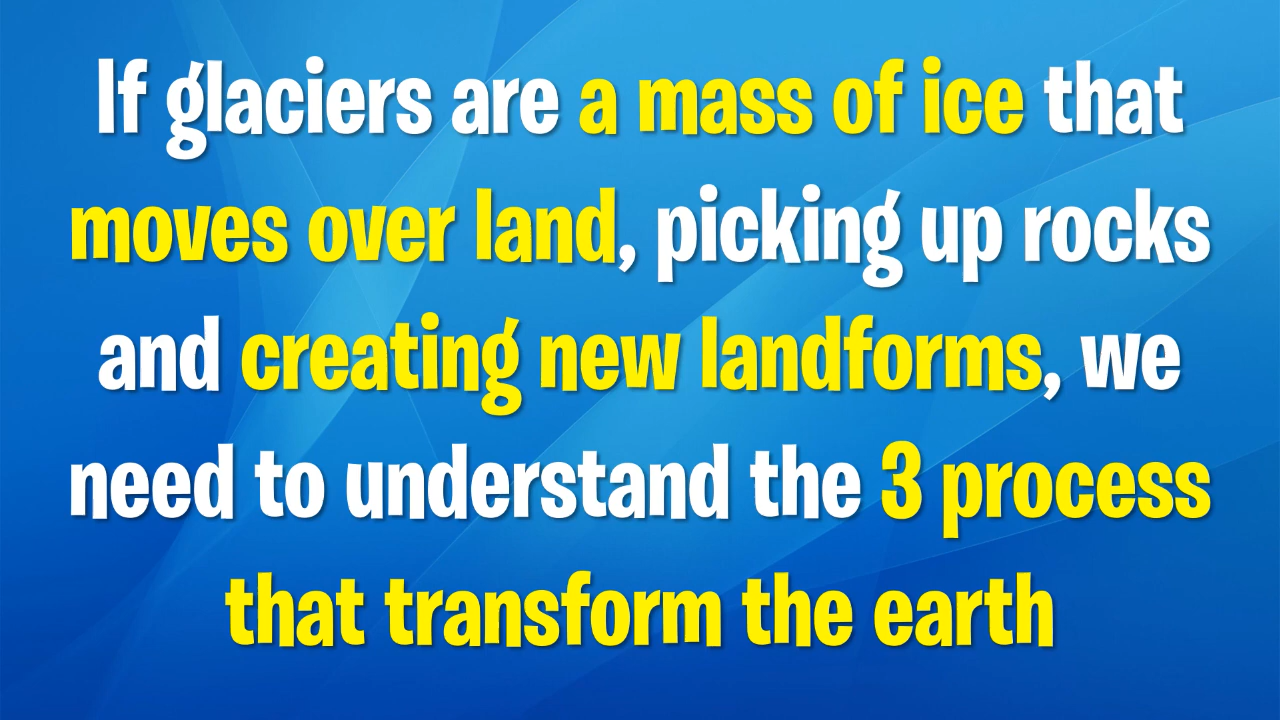 If glaciers are a mass of ice that
moves over land, picking up rocks
and creating new landforms, we
need to understand the 3 process
that transform the earth